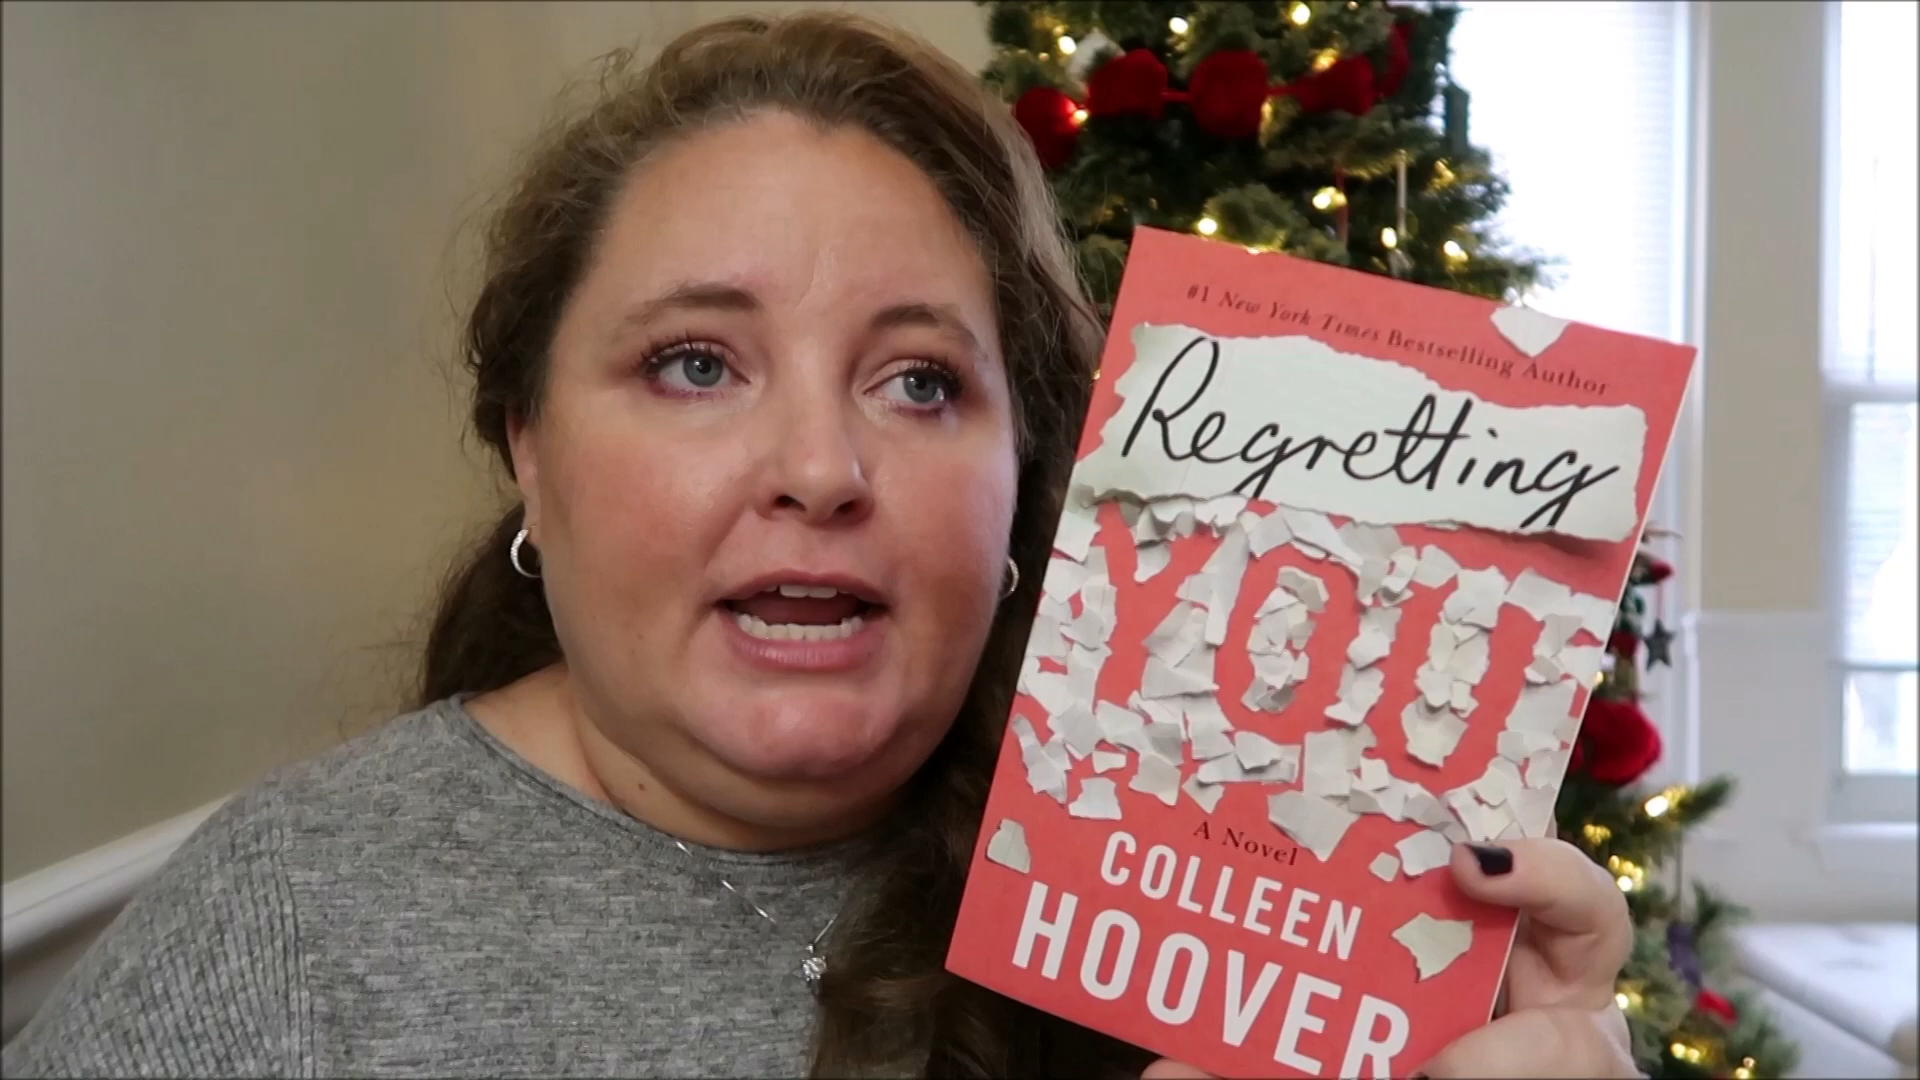 #1 New York Times Bestselling Author
Regretting
YOU
A Novel
COLLEEN
HOOVER